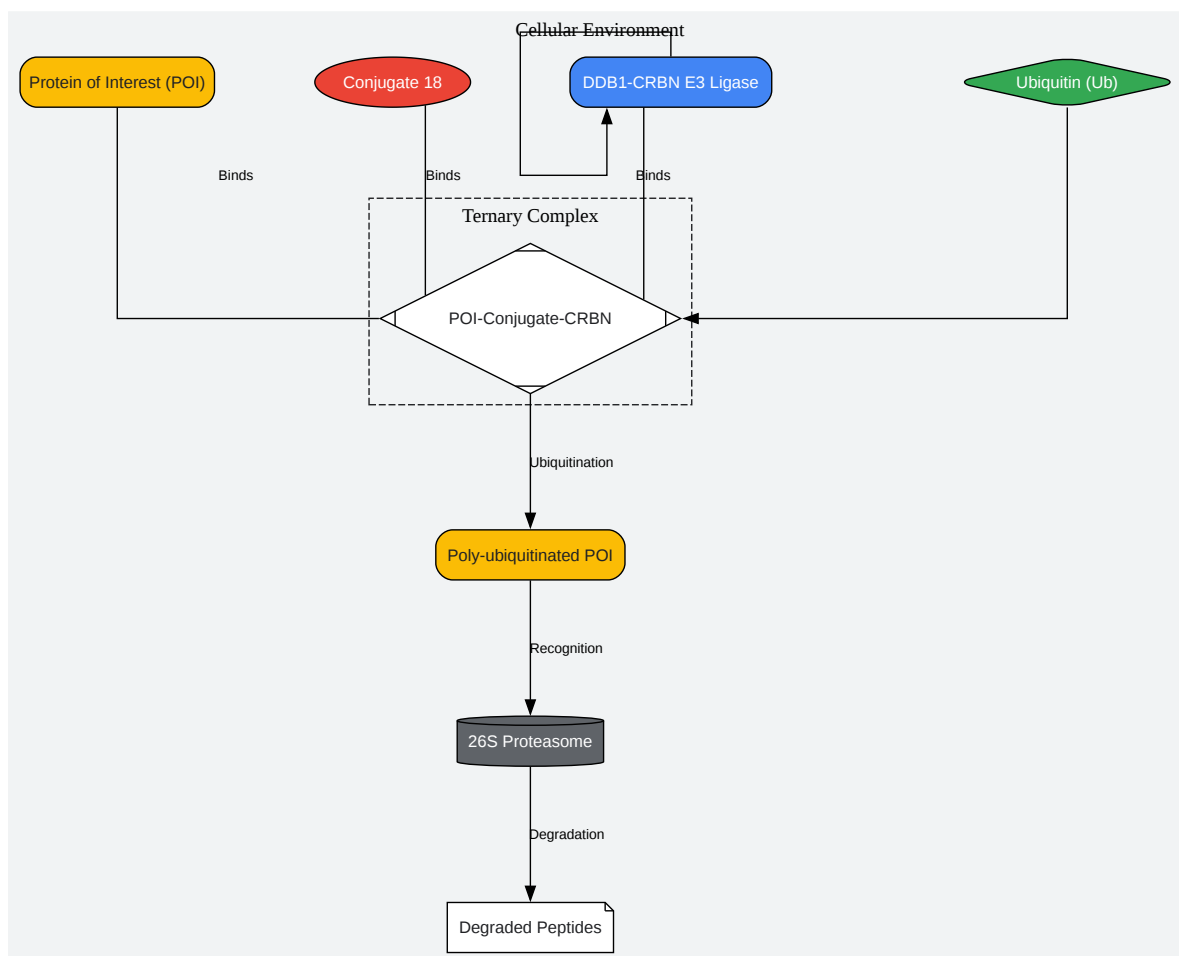 Cellular Environment
Protein of Interest (POI)
Conjugate 18
DDB1-CRBN E3 Ligase
Ubiquitin (Ub)
Binds
Binds
Binds
Ternary Complex
POI-Conjugate-CRBN
Ubiquitination
Poly-ubiquitinated POI
Recognition
26S Proteasome
Degradation
Degraded Peptides